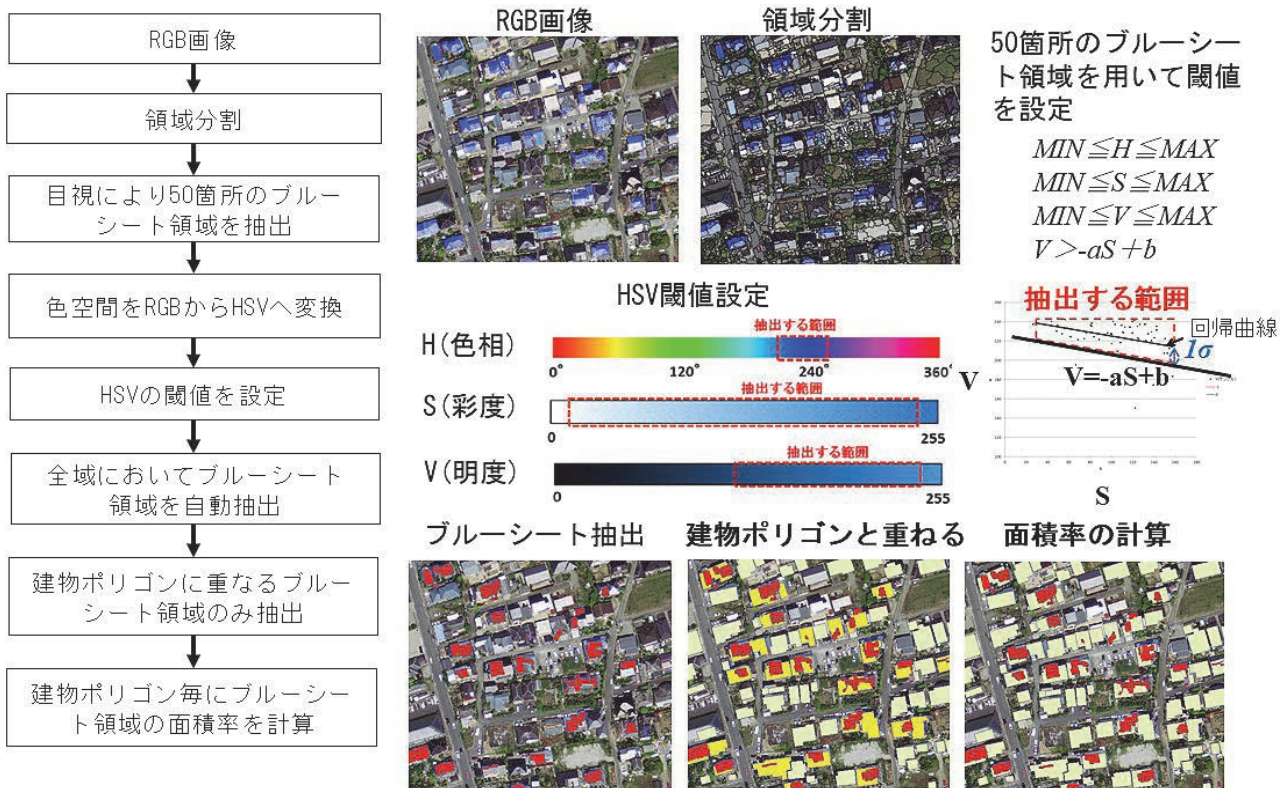 RGB画像
領域分割
目視により50箇所のブルー
シート領域を抽出
色空間をRGBからHSVへ変換
HSVの閾値を設定
全域においてブルーシート
領域を自動抽出
建物ポリゴンに重なるブルー
シート領域のみ抽出
建物ポリゴン毎にブルーシー
ト領域の面積率を計算
RGB画像
領域分割
50箇所のブルーシー
ト領域を用いて閾値
を設定
MIN≦H≦MAX
MIN≦S≦MAX
MIN≦V≦MAX
V>-aS+b
HSV閾値設定
抽出する範囲
H(色相)
0° 120° 240° 360°
抽出する範囲
S(彩度)
0 255
抽出する範囲
V(明度)
0 255
抽出する範囲
回帰曲線
1σ
V
V=-aS+b
S
ブルーシート抽出
建物ポリゴンと重ねる
面積率の計算